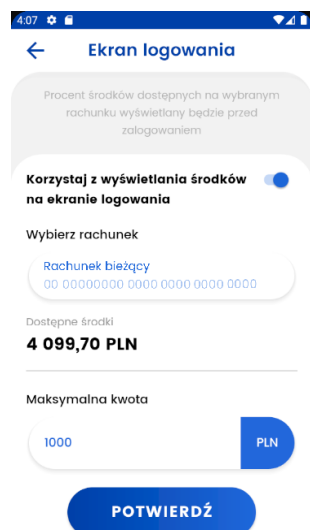 4:07
Ekran logowania
Procent środków dostępnych na wybranym
rachunku wyświetlany będzie przed
zalogowaniem
Korzystaj z wyświetlania środków
na ekranie logowania
Wybierz rachunek
Rachunek bieżący
00 00000000 0000 0000 0000 0000
Dostępne środki
4 099,70 PLN
Maksymalna kwota
1000 PLN
POTWIERDŹ